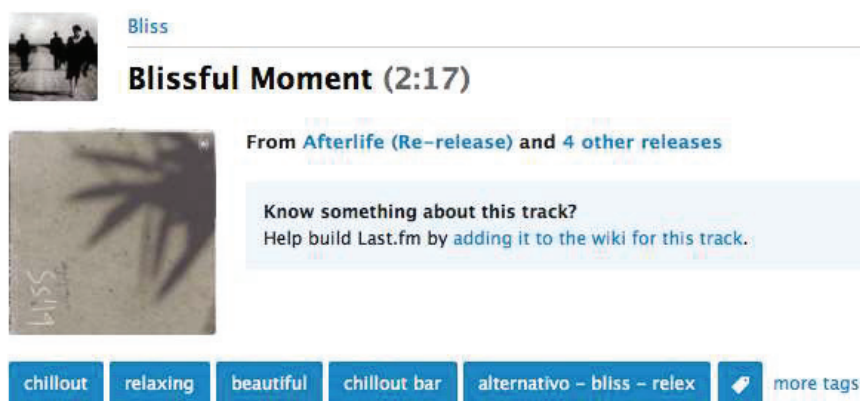 Bliss
Blissful Moment (2:17)
From Afterlife (Re-release) and 4 other releases
Know something about this track?
Help build Last.fm by adding it to the wiki for this track.
bliss
chillout relaxing beautiful chillout bar alternativo – bliss – relex more tags